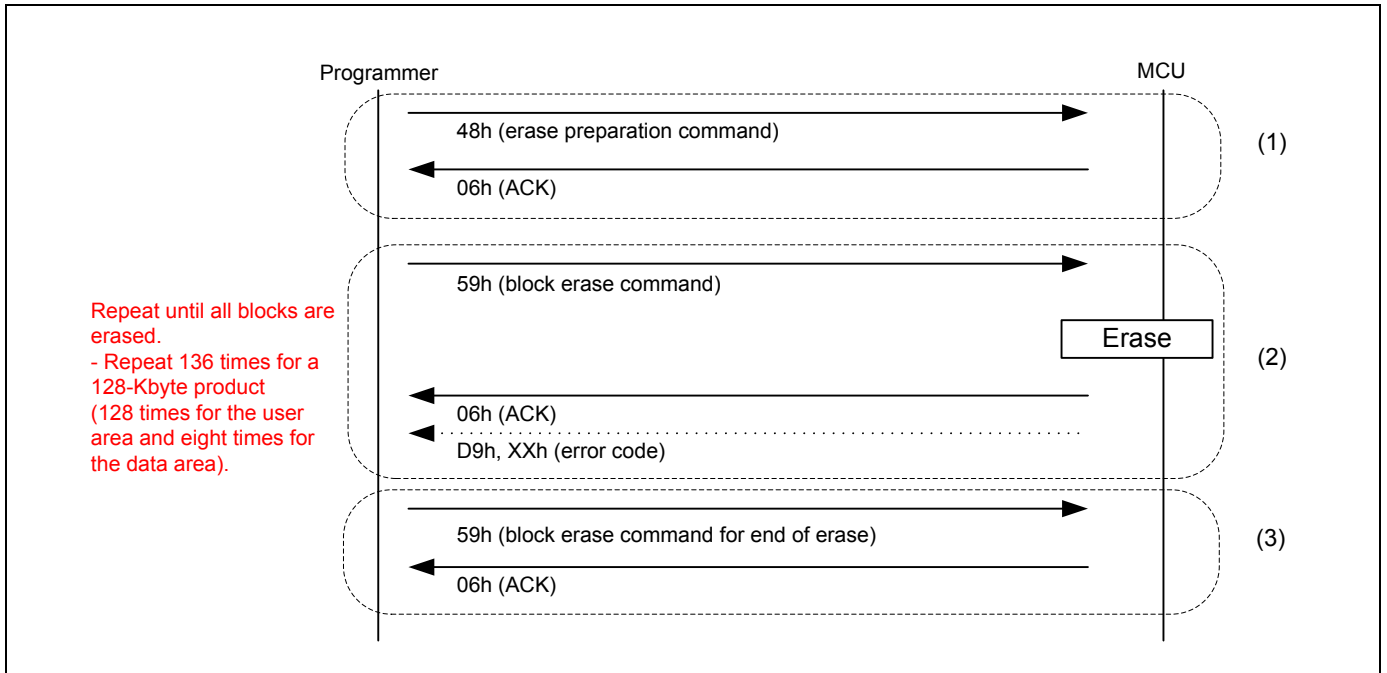 Programmer
MCU
48h (erase preparation command)
(1)
06h (ACK)
59h (block erase command)
Repeat until all blocks are
erased.
- Repeat 136 times for a
128-Kbyte product
(128 times for the user
area and eight times for
the data area).
Erase
(2)
06h (ACK)
D9h, XXh (error code)
59h (block erase command for end of erase)
(3)
06h (ACK)